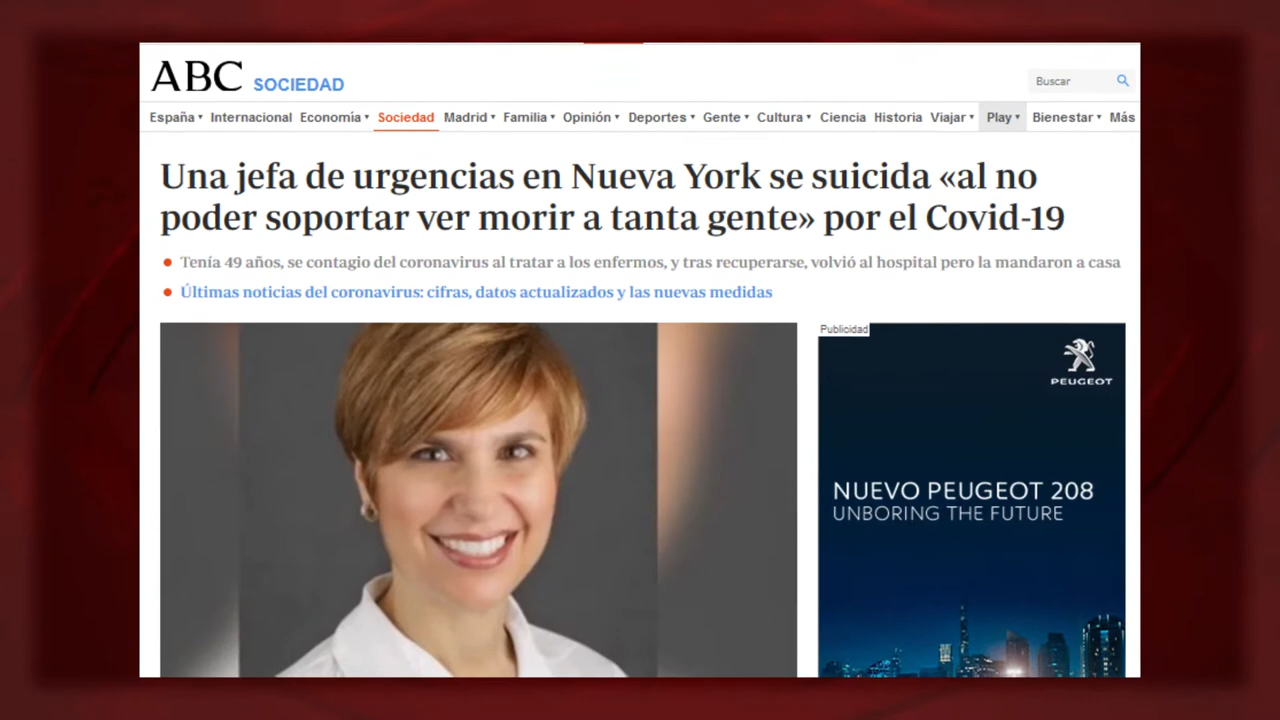 ABC SOCIEDAD
Buscar
España Internacional Economía Sociedad Madrid Familia Opinión Deportes Gente Cultura Ciencia Historia Viajar Play Bienestar Más
Una jefa de urgencias en Nueva York se suicida «al no
poder soportar ver morir a tanta gente» por el Covid-19
Tenía 49 años, se contagio del coronavirus al tratar a los enfermos, y tras recuperarse, volvió al hospital pero la mandaron a casa
Últimas noticias del coronavirus: cifras, datos actualizados y las nuevas medidas
Publicidad
PEUGEOT
NUEVO PEUGEOT 208
UNBORING THE FUTURE